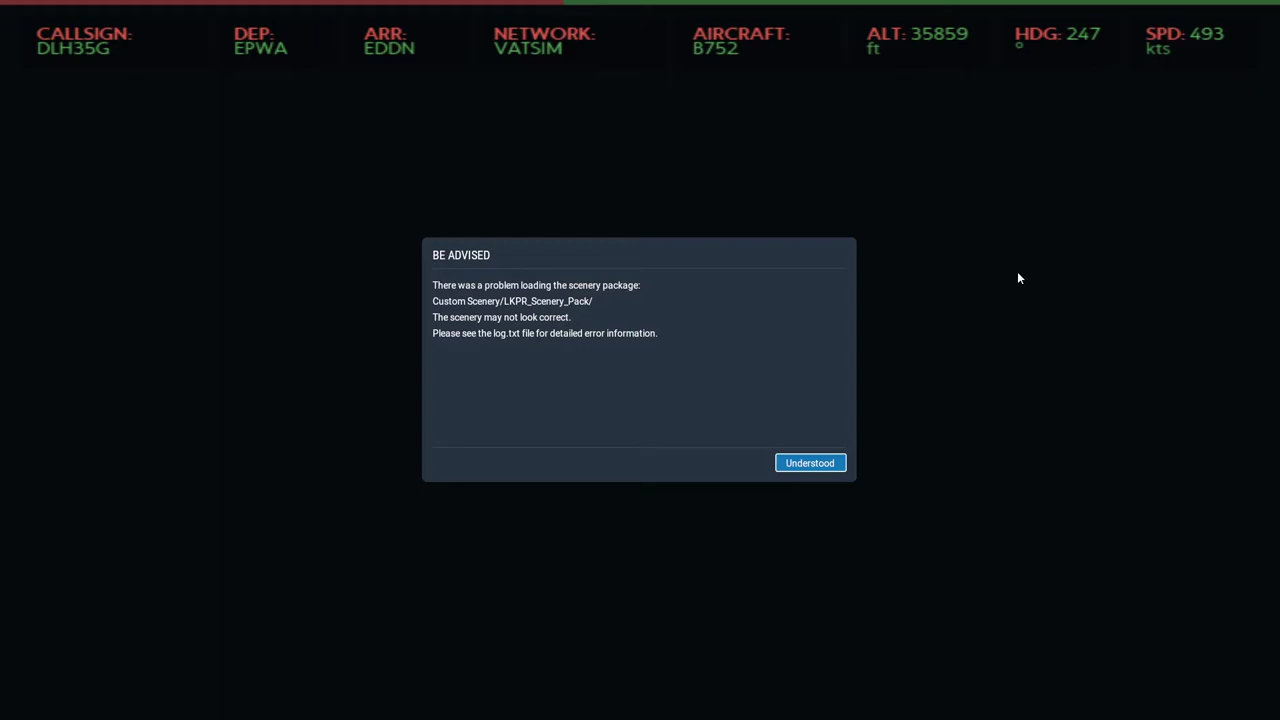 CALLSIGN:
DLH35G
DEP:
EPWA
ARR:
EDDN
NETWORK:
VATSIM
AIRCRAFT:
B752
ALT: 35859
ft
HDG: 247
°
SPD: 493
kts
BE ADVISED
There was a problem loading the scenery package:
Custom Scenery/LKPR_Scenery_Pack/
The scenery may not look correct.
Please see the log.txt file for detailed error information.
Understood